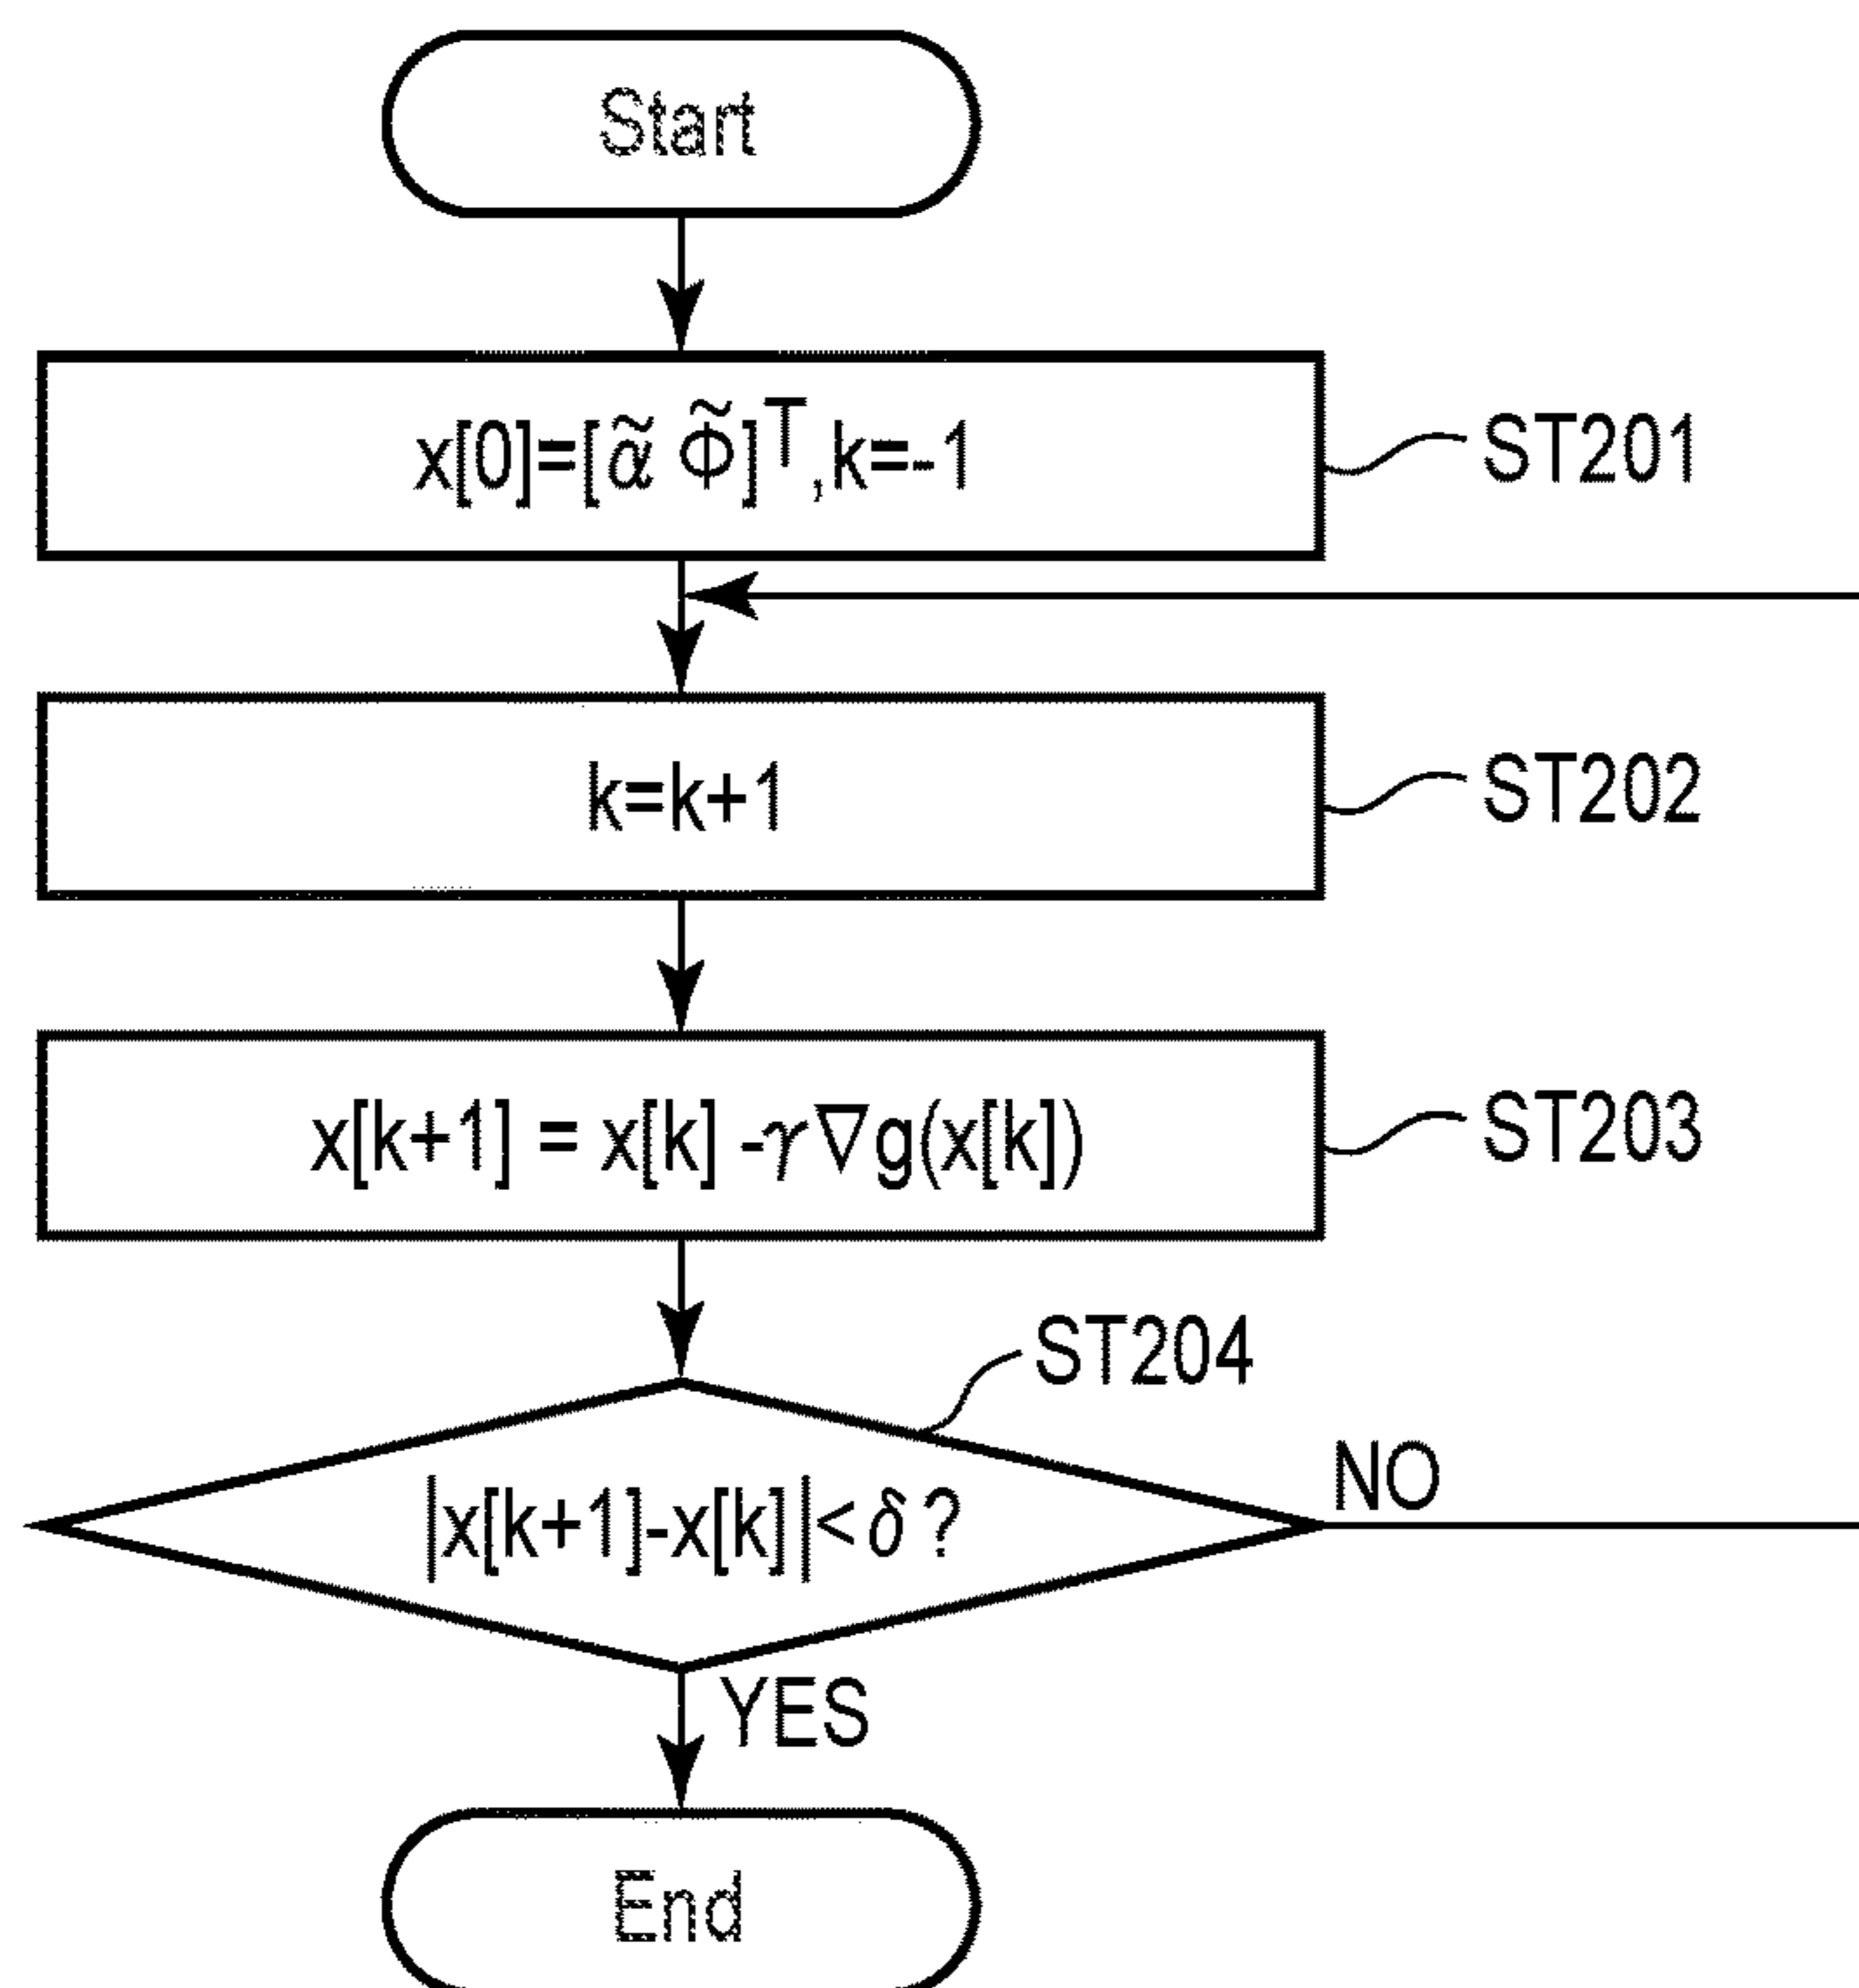 Start
x[0]=[α̃ Φ̃]ᵀ,k=-1
ST201
k=k+1
ST202
x[k+1] = x[k] -γ∇g(x[k])
ST203
ST204
|x[k+1]-x[k]|<δ?
NO
YES
End